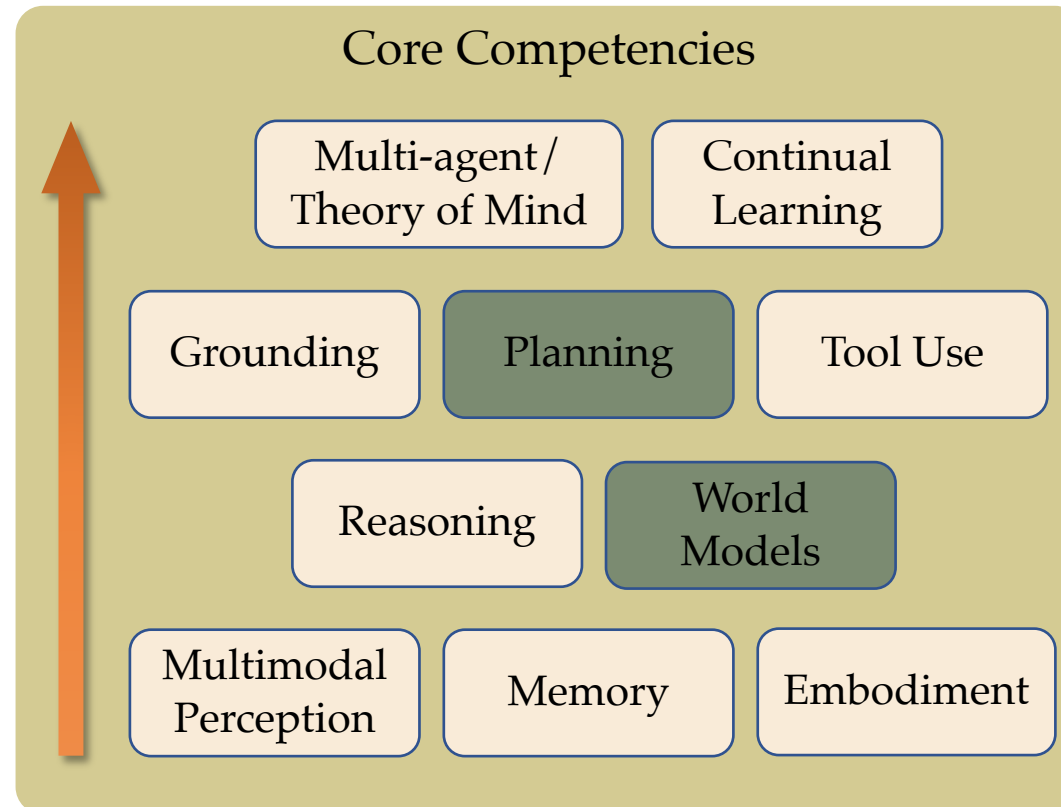 Core Competencies
Multi-agent/
Theory of Mind
Continual
Learning
Grounding
Planning
Tool Use
Reasoning
World
Models
Multimodal
Perception
Memory
Embodiment